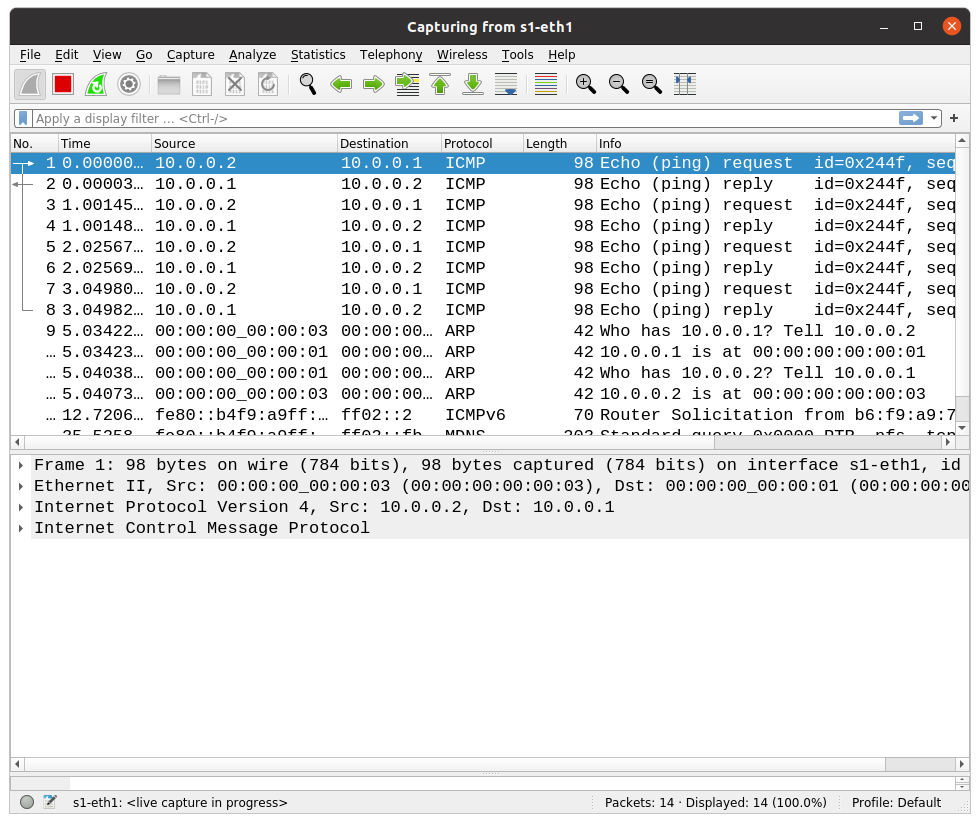 Capturing from s1-eth1
File Edit View Go Capture Analyze Statistics Telephony Wireless Tools Help
Apply a display filter … <Ctrl-/>
No. Time Source Destination Protocol Length Info
1 0.00000… 10.0.0.2 10.0.0.1 ICMP 98 Echo (ping) request id=0x244f, seq
2 0.00003… 10.0.0.1 10.0.0.2 ICMP 98 Echo (ping) reply id=0x244f, seq
3 1.00145… 10.0.0.2 10.0.0.1 ICMP 98 Echo (ping) request id=0x244f, seq
4 1.00148… 10.0.0.1 10.0.0.2 ICMP 98 Echo (ping) reply id=0x244f, seq
5 2.02567… 10.0.0.2 10.0.0.1 ICMP 98 Echo (ping) request id=0x244f, seq
6 2.02569… 10.0.0.1 10.0.0.2 ICMP 98 Echo (ping) reply id=0x244f, seq
7 3.04980… 10.0.0.2 10.0.0.1 ICMP 98 Echo (ping) request id=0x244f, seq
8 3.04982… 10.0.0.1 10.0.0.2 ICMP 98 Echo (ping) reply id=0x244f, seq
9 5.03422… 00:00:00_00:00:03 00:00:00… ARP 42 Who has 10.0.0.1? Tell 10.0.0.2
… 5.03423… 00:00:00_00:00:01 00:00:00… ARP 42 10.0.0.1 is at 00:00:00:00:00:01
… 5.04038… 00:00:00_00:00:01 00:00:00… ARP 42 Who has 10.0.0.2? Tell 10.0.0.1
… 5.04073… 00:00:00_00:00:03 00:00:00… ARP 42 10.0.0.2 is at 00:00:00:00:00:03
… 12.7206… fe80::b4f9:a9ff:… ff02::2 ICMPv6 70 Router Solicitation from b6:f9:a9:7
fe80::b4f9:a9ff: ff02::fb MDNS Standard query 0x0000 PTR
Frame 1: 98 bytes on wire (784 bits), 98 bytes captured (784 bits) on interface s1-eth1, id
Ethernet II, Src: 00:00:00_00:00:03 (00:00:00:00:00:03), Dst: 00:00:00_00:00:01 (00:00:00:00
Internet Protocol Version 4, Src: 10.0.0.2, Dst: 10.0.0.1
Internet Control Message Protocol
s1-eth1: <live capture in progress> Packets: 14 · Displayed: 14 (100.0%) Profile: Default